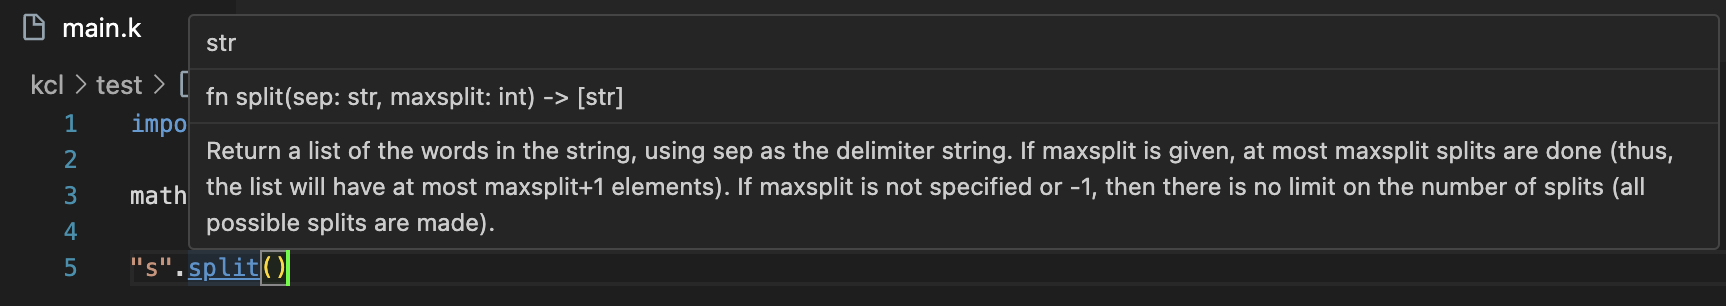 main.k
str
kcl > test >
fn split(sep: str, maxsplit: int) -> [str]
1 impo
2
Return a list of the words in the string, using sep as the delimiter string. If maxsplit is given, at most maxsplit splits are done (thus,
the list will have at most maxsplit+1 elements). If maxsplit is not specified or -1, then there is no limit on the number of splits (all
possible splits are made).
3 math
4
5 "s".split()